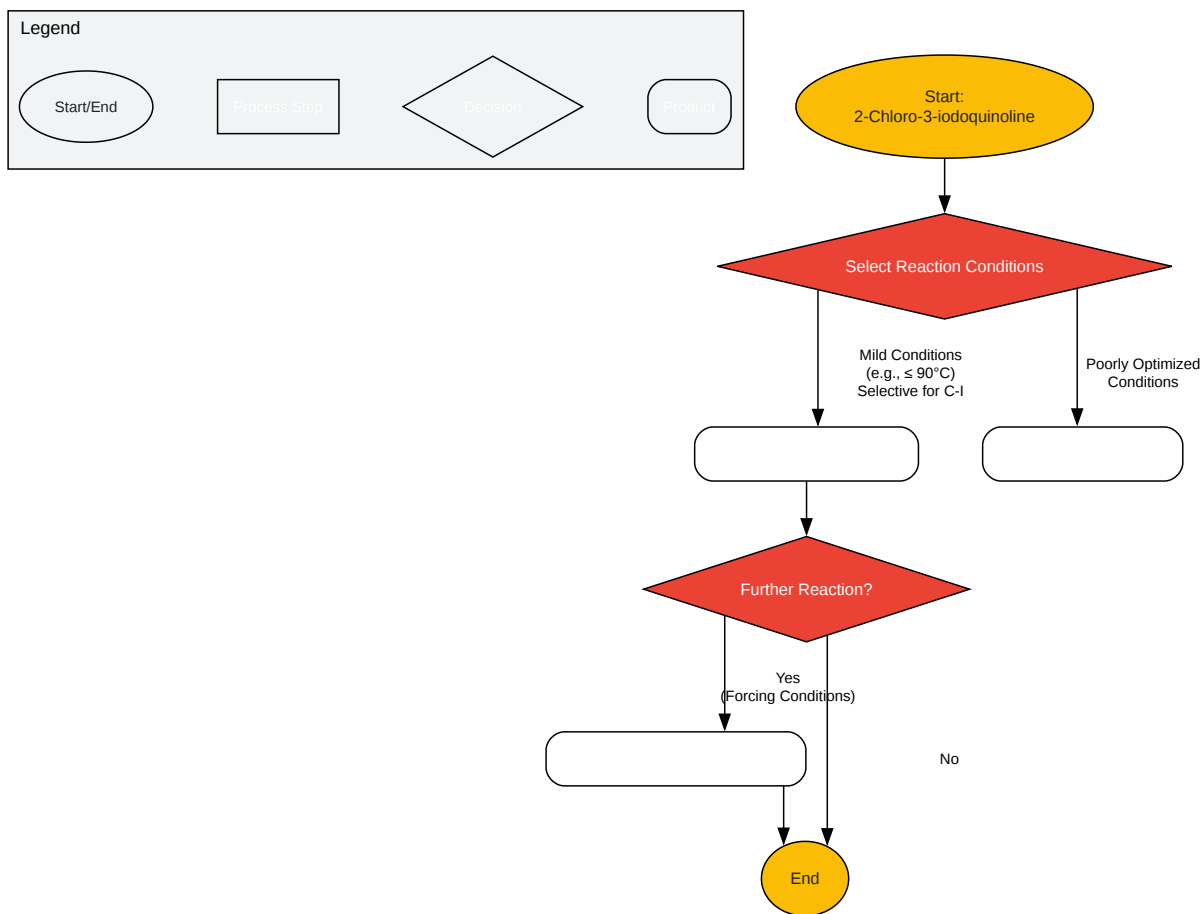 Legend
Start/End
Process Step
Decision
Product
Start:
2-Chloro-3-iodoquinoline
Select Reaction Conditions
Mild Conditions
(e.g., ≤ 90°C)
Selective for C-I
Poorly Optimized
Conditions
Further Reaction?
Yes
(Forcing Conditions)
No
End